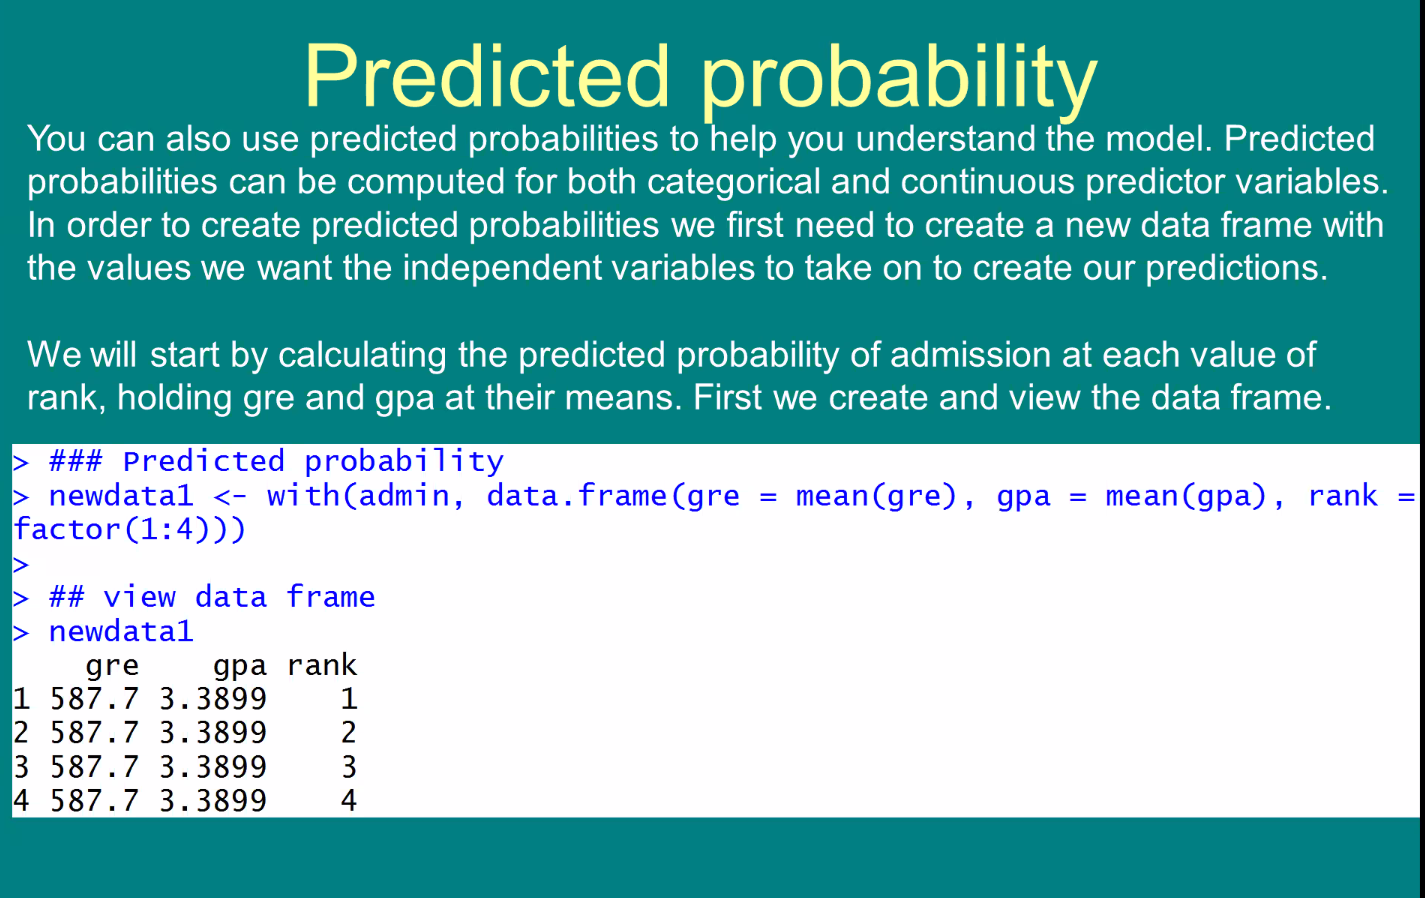 Predicted probability
You can also use predicted probabilities to help you understand the model. Predicted
probabilities can be computed for both categorical and continuous predictor variables.
In order to create predicted probabilities we first need to create a new data frame with
the values we want the independent variables to take on to create our predictions.
We will start by calculating the predicted probability of admission at each value of
rank, holding gre and gpa at their means. First we create and view the data frame.
> ### Predicted probability
> newdata1 <- with(admin, data.frame(gre = mean(gre), gpa = mean(gpa), rank =
factor(1:4)))
>
> ## view data frame
> newdata1
gre gpa rank
1 587.7 3.3899 1
2 587.7 3.3899 2
3 587.7 3.3899 3
4 587.7 3.3899 4